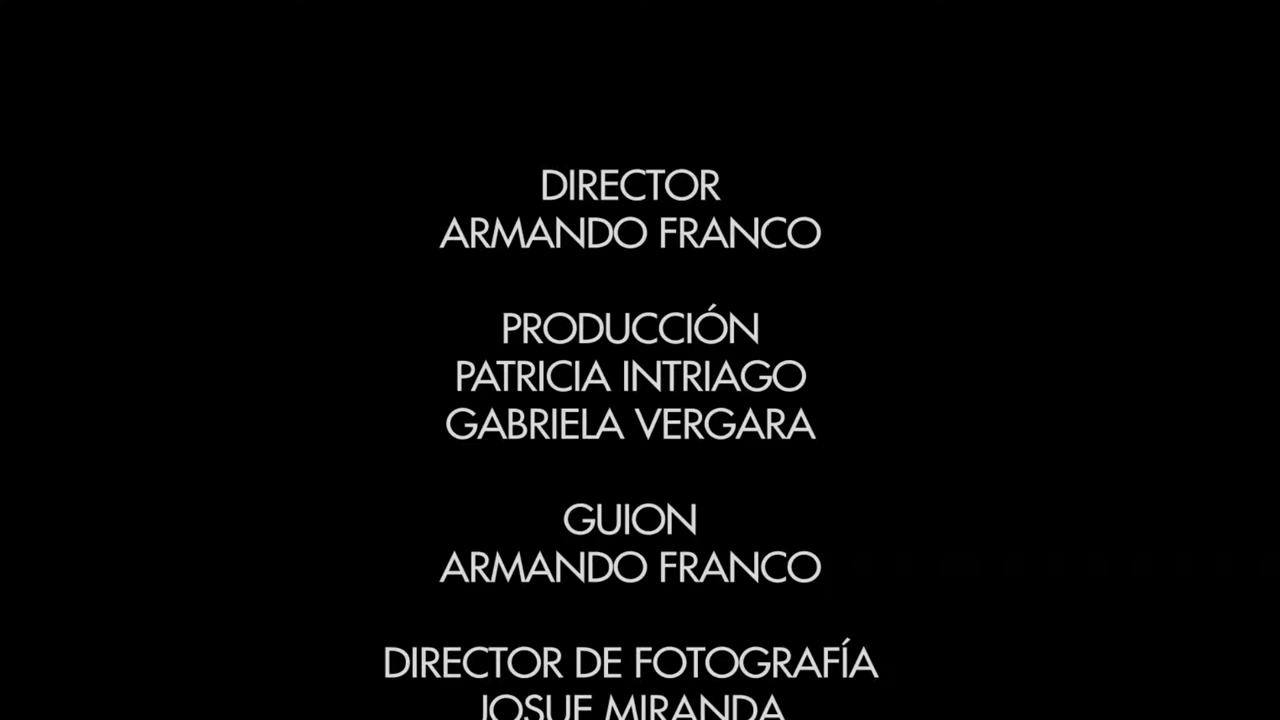 DIRECTOR
ARMANDO FRANCO
PRODUCCIÓN
PATRICIA INTRIAGO
GABRIELA VERGARA
GUION
ARMANDO FRANCO
DIRECTOR DE FOTOGRAFÍA
JOSUE MIRANDA